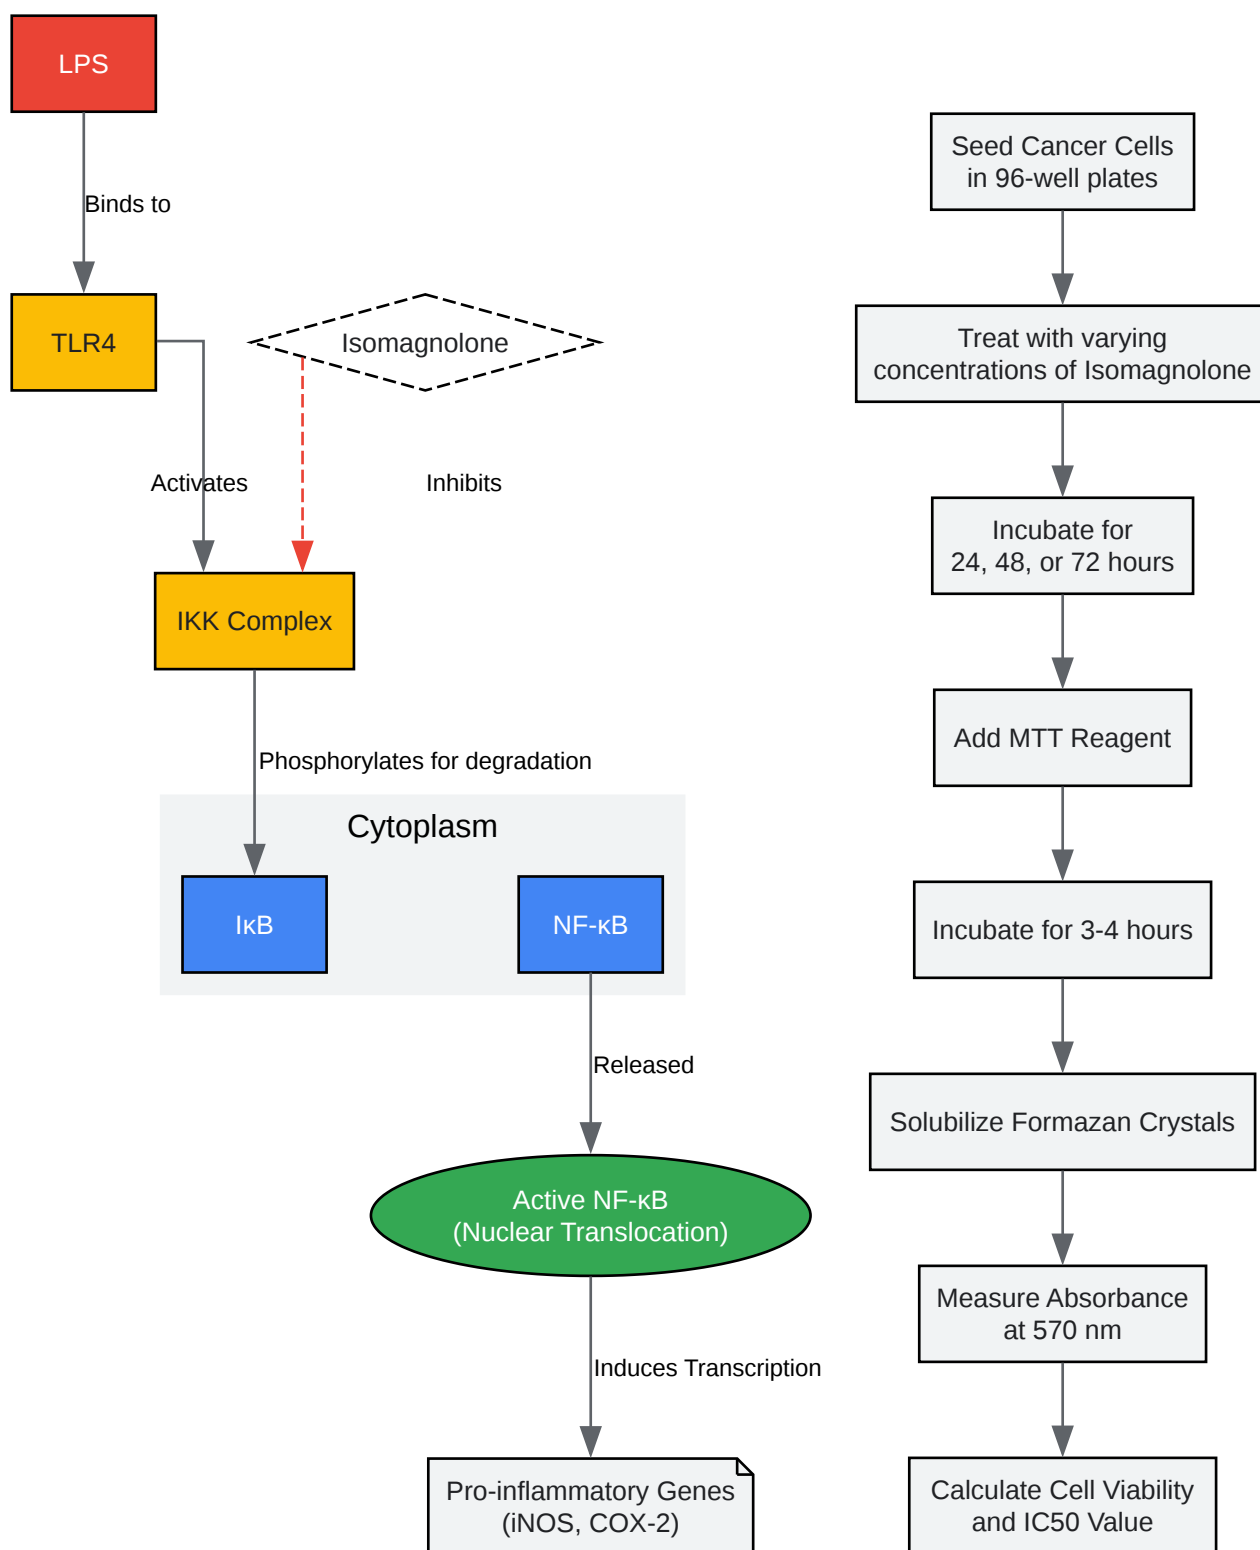 LPS
Binds to
TLR4
Isomagnolone
Activates
Inhibits
IKK Complex
Phosphorylates for degradation
Cytoplasm
IκB
NF-κB
Released
Active NF-κB
(Nuclear Translocation)
Induces Transcription
Pro-inflammatory Genes
(iNOS, COX-2)
Seed Cancer Cells
in 96-well plates
Treat with varying
concentrations of Isomagnolone
Incubate for
24, 48, or 72 hours
Add MTT Reagent
Incubate for 3-4 hours
Solubilize Formazan Crystals
Measure Absorbance
at 570 nm
Calculate Cell Viability
and IC50 Value